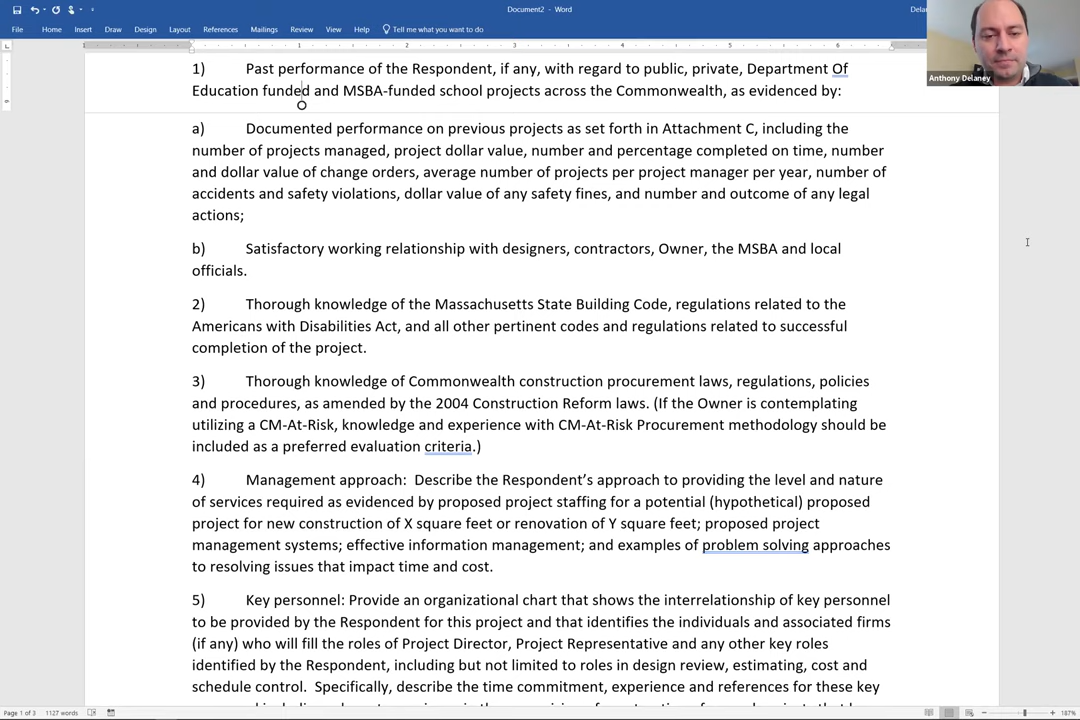 Document2 - Word
Delan
File Home Insert Draw Design Layout References Mailings Review View Help Tell me what you want to do
1 1 2 3 4 5 6
1) Past performance of the Respondent, if any, with regard to public, private, Department Of
Education funded and MSBA-funded school projects across the Commonwealth, as evidenced by:
a) Documented performance on previous projects as set forth in Attachment C, including the
number of projects managed, project dollar value, number and percentage completed on time, number
and dollar value of change orders, average number of projects per project manager per year, number of
accidents and safety violations, dollar value of any safety fines, and number and outcome of any legal
actions;
b) Satisfactory working relationship with designers, contractors, Owner, the MSBA and local
officials.
2) Thorough knowledge of the Massachusetts State Building Code, regulations related to the
Americans with Disabilities Act, and all other pertinent codes and regulations related to successful
completion of the project.
3) Thorough knowledge of Commonwealth construction procurement laws, regulations, policies
and procedures, as amended by the 2004 Construction Reform laws. (If the Owner is contemplating
utilizing a CM-At-Risk, knowledge and experience with CM-At-Risk Procurement methodology should be
included as a preferred evaluation criteria.)
4) Management approach: Describe the Respondent’s approach to providing the level and nature
of services required as evidenced by proposed project staffing for a potential (hypothetical) proposed
project for new construction of X square feet or renovation of Y square feet; proposed project
management systems; effective information management; and examples of problem solving approaches
to resolving issues that impact time and cost.
5) Key personnel: Provide an organizational chart that shows the interrelationship of key personnel
to be provided by the Respondent for this project and that identifies the individuals and associated firms
(if any) who will fill the roles of Project Director, Project Representative and any other key roles
identified by the Respondent, including but not limited to roles in design review, estimating, cost and
schedule control. Specifically, describe the time commitment, experience and references for these key
Anthony Delaney
Page 1 of 3 1127 words
187%